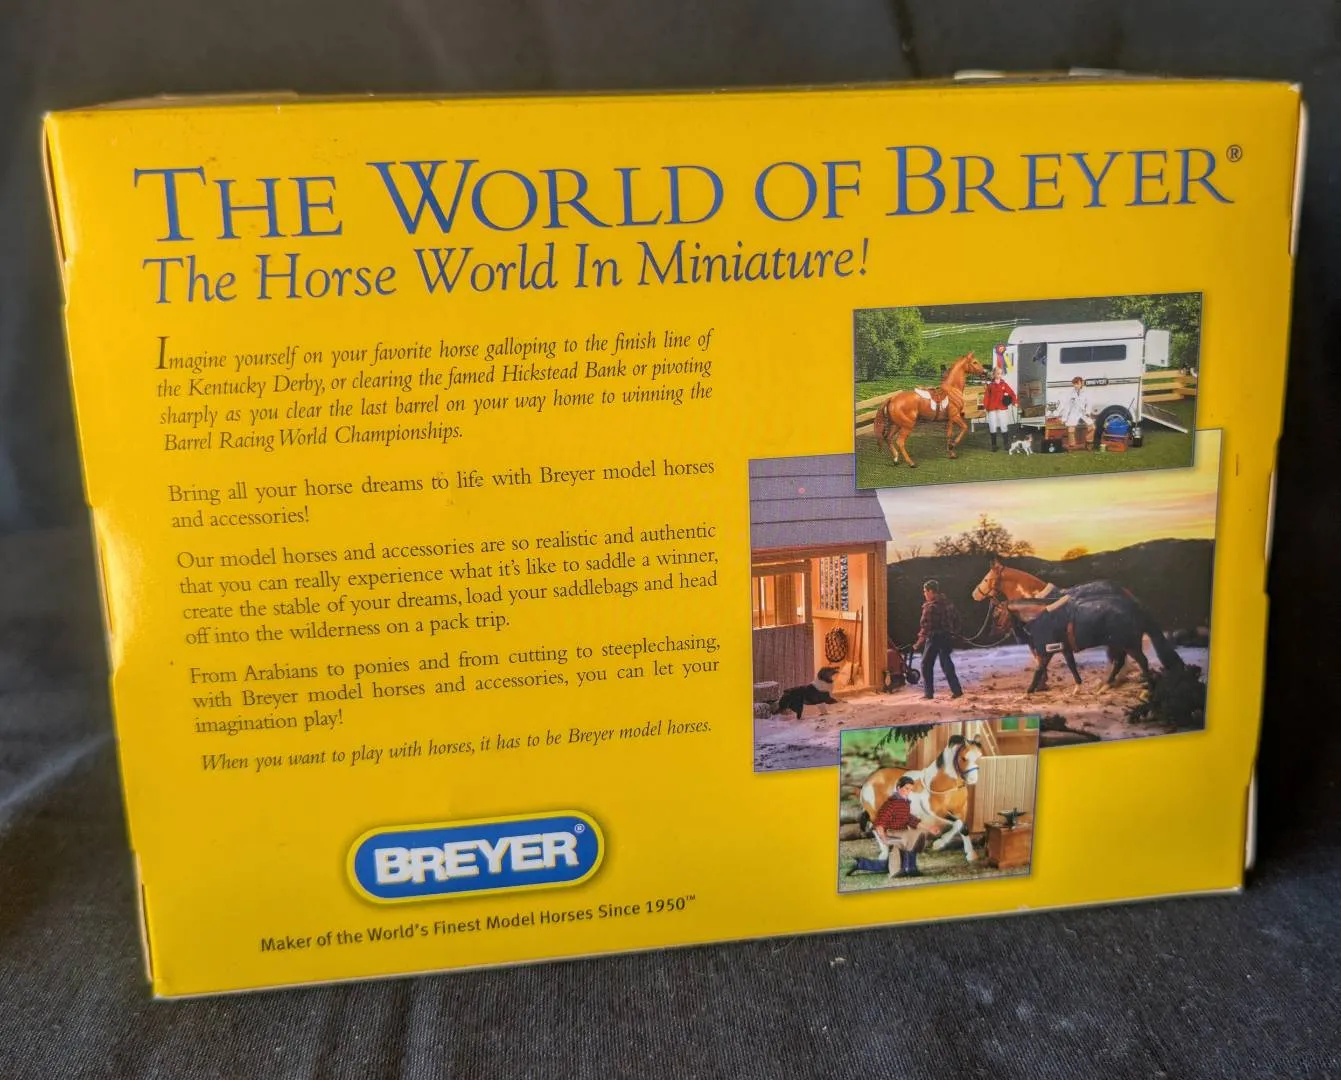 THE WORLD OF BREYER®
The Horse World In Miniature!
Imagine yourself on your favorite horse galloping to the finish line of
the Kentucky Derby, or clearing the famed Hickstead Bank or pivoting
sharply as you clear the last barrel on your way home to winning the
Barrel Racing World Championships.
Bring all your horse dreams to life with Breyer model horses
and accessories!
Our model horses and accessories are so realistic and authentic
that you can really experience what it's like to saddle a winner,
create the stable of your dreams, load your saddlebags and head
off into the wilderness on a pack trip.
From Arabians to ponies and from cutting to steeplechasing,
with Breyer model horses and accessories, you can let your
imagination play!
When you want to play with horses, it has to be Breyer model horses.
BREYER®
Maker of the World's Finest Model Horses Since 1950™
BREYER